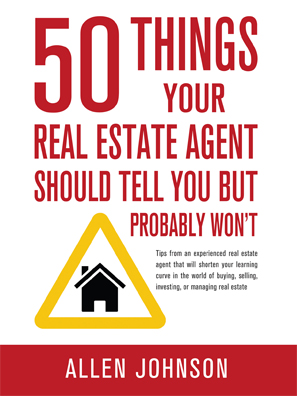 50 THINGS
YOUR
REAL ESTATE AGENT
SHOULD TELL YOU BUT
PROBABLY WON'T
Tips from an experienced real estate
agent that will shorten your learning
curve in the world of buying, selling,
investing, or managing real estate
ALLEN JOHNSON